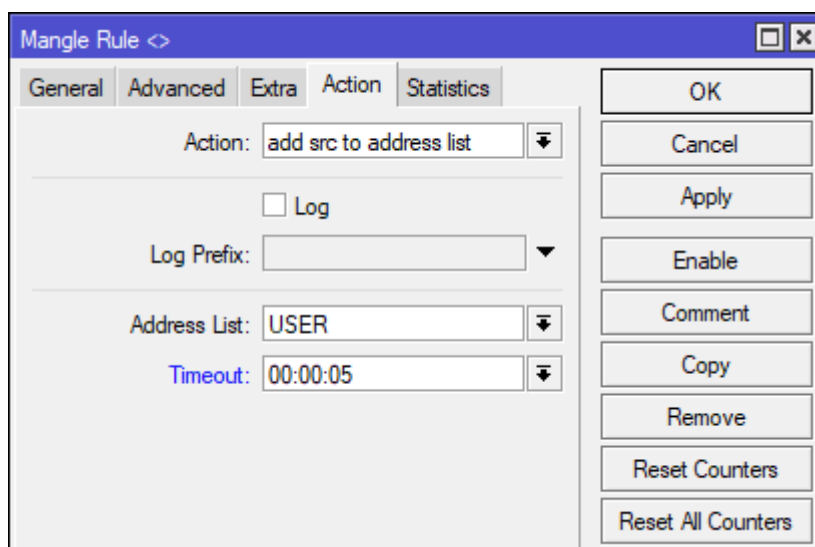 Mangle Rule <>
General Advanced Extra Action Statistics
Action: add src to address list
Log
Log Prefix:
Address List: USER
Timeout: 00:00:05
OK
Cancel
Apply
Enable
Comment
Copy
Remove
Reset Counters
Reset All Counters